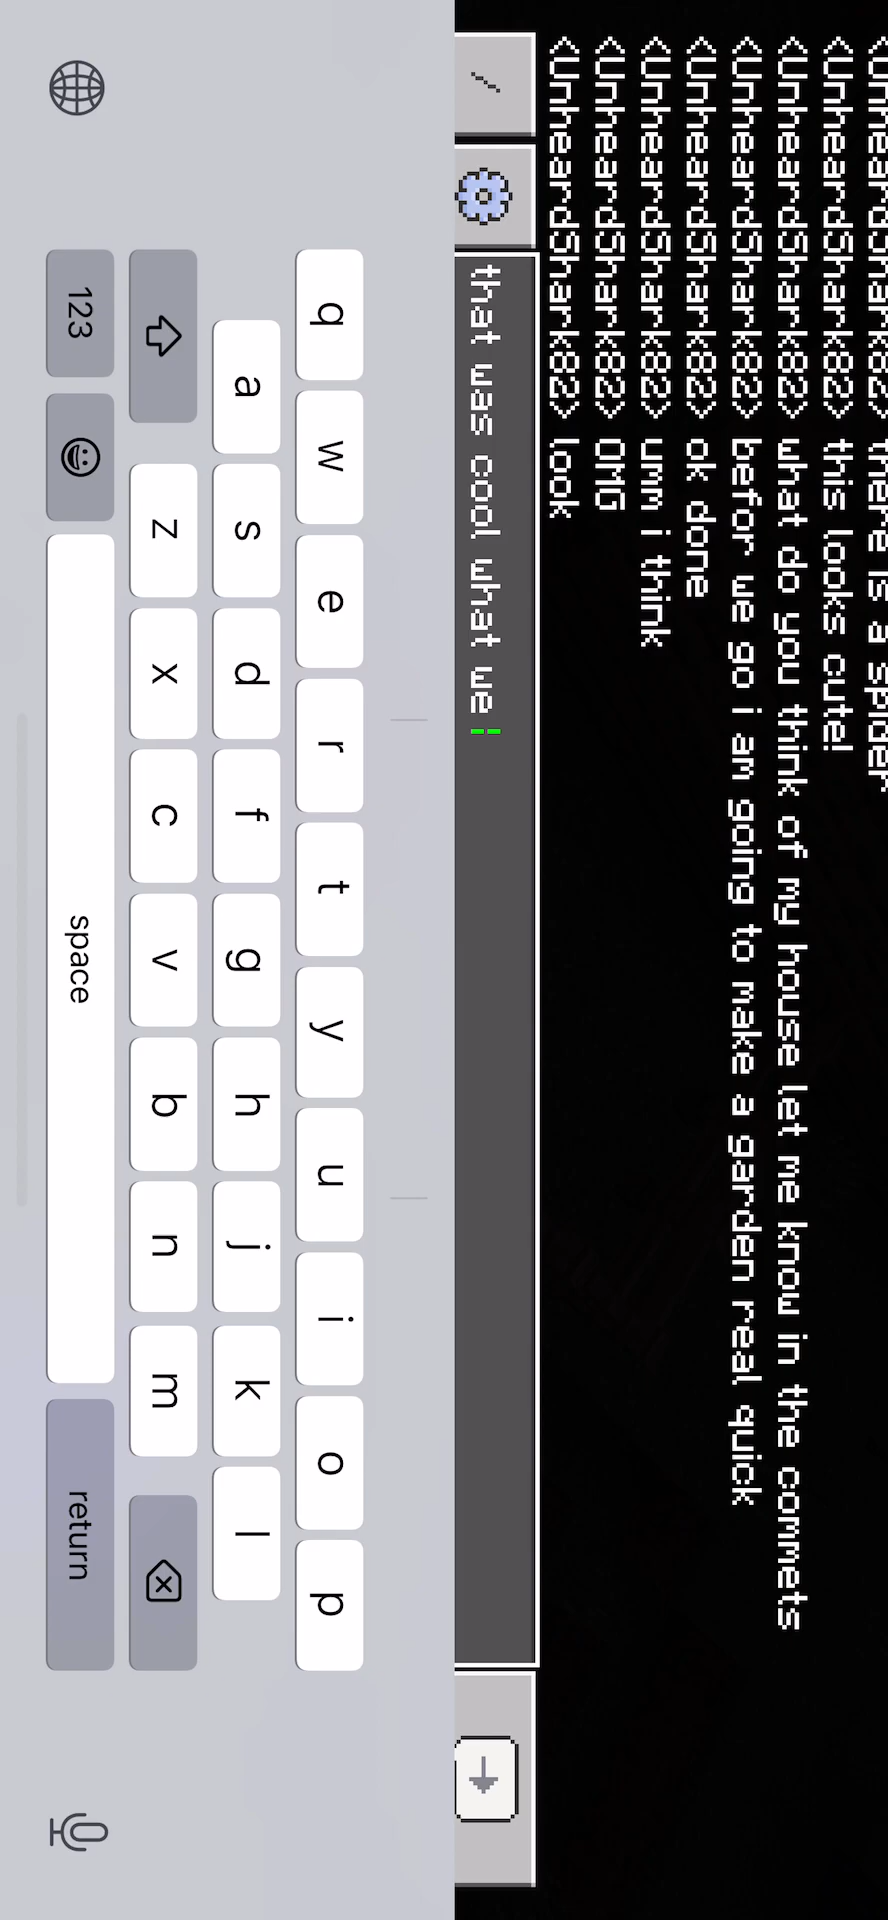 <UnheardShark82> there is a spider
<UnheardShark82> this looks cute!
<UnheardShark82> what do you think of my house let me know in the commets
<UnheardShark82> befor we go i am going to make a garden real quick
<UnheardShark82> ok done
<UnheardShark82> umm i think
<UnheardShark82> OMG
<UnheardShark82> look
/
that was cool what we
q w e r t y u i o p
a s d f g h j k l
z x c v b n m
123 space return